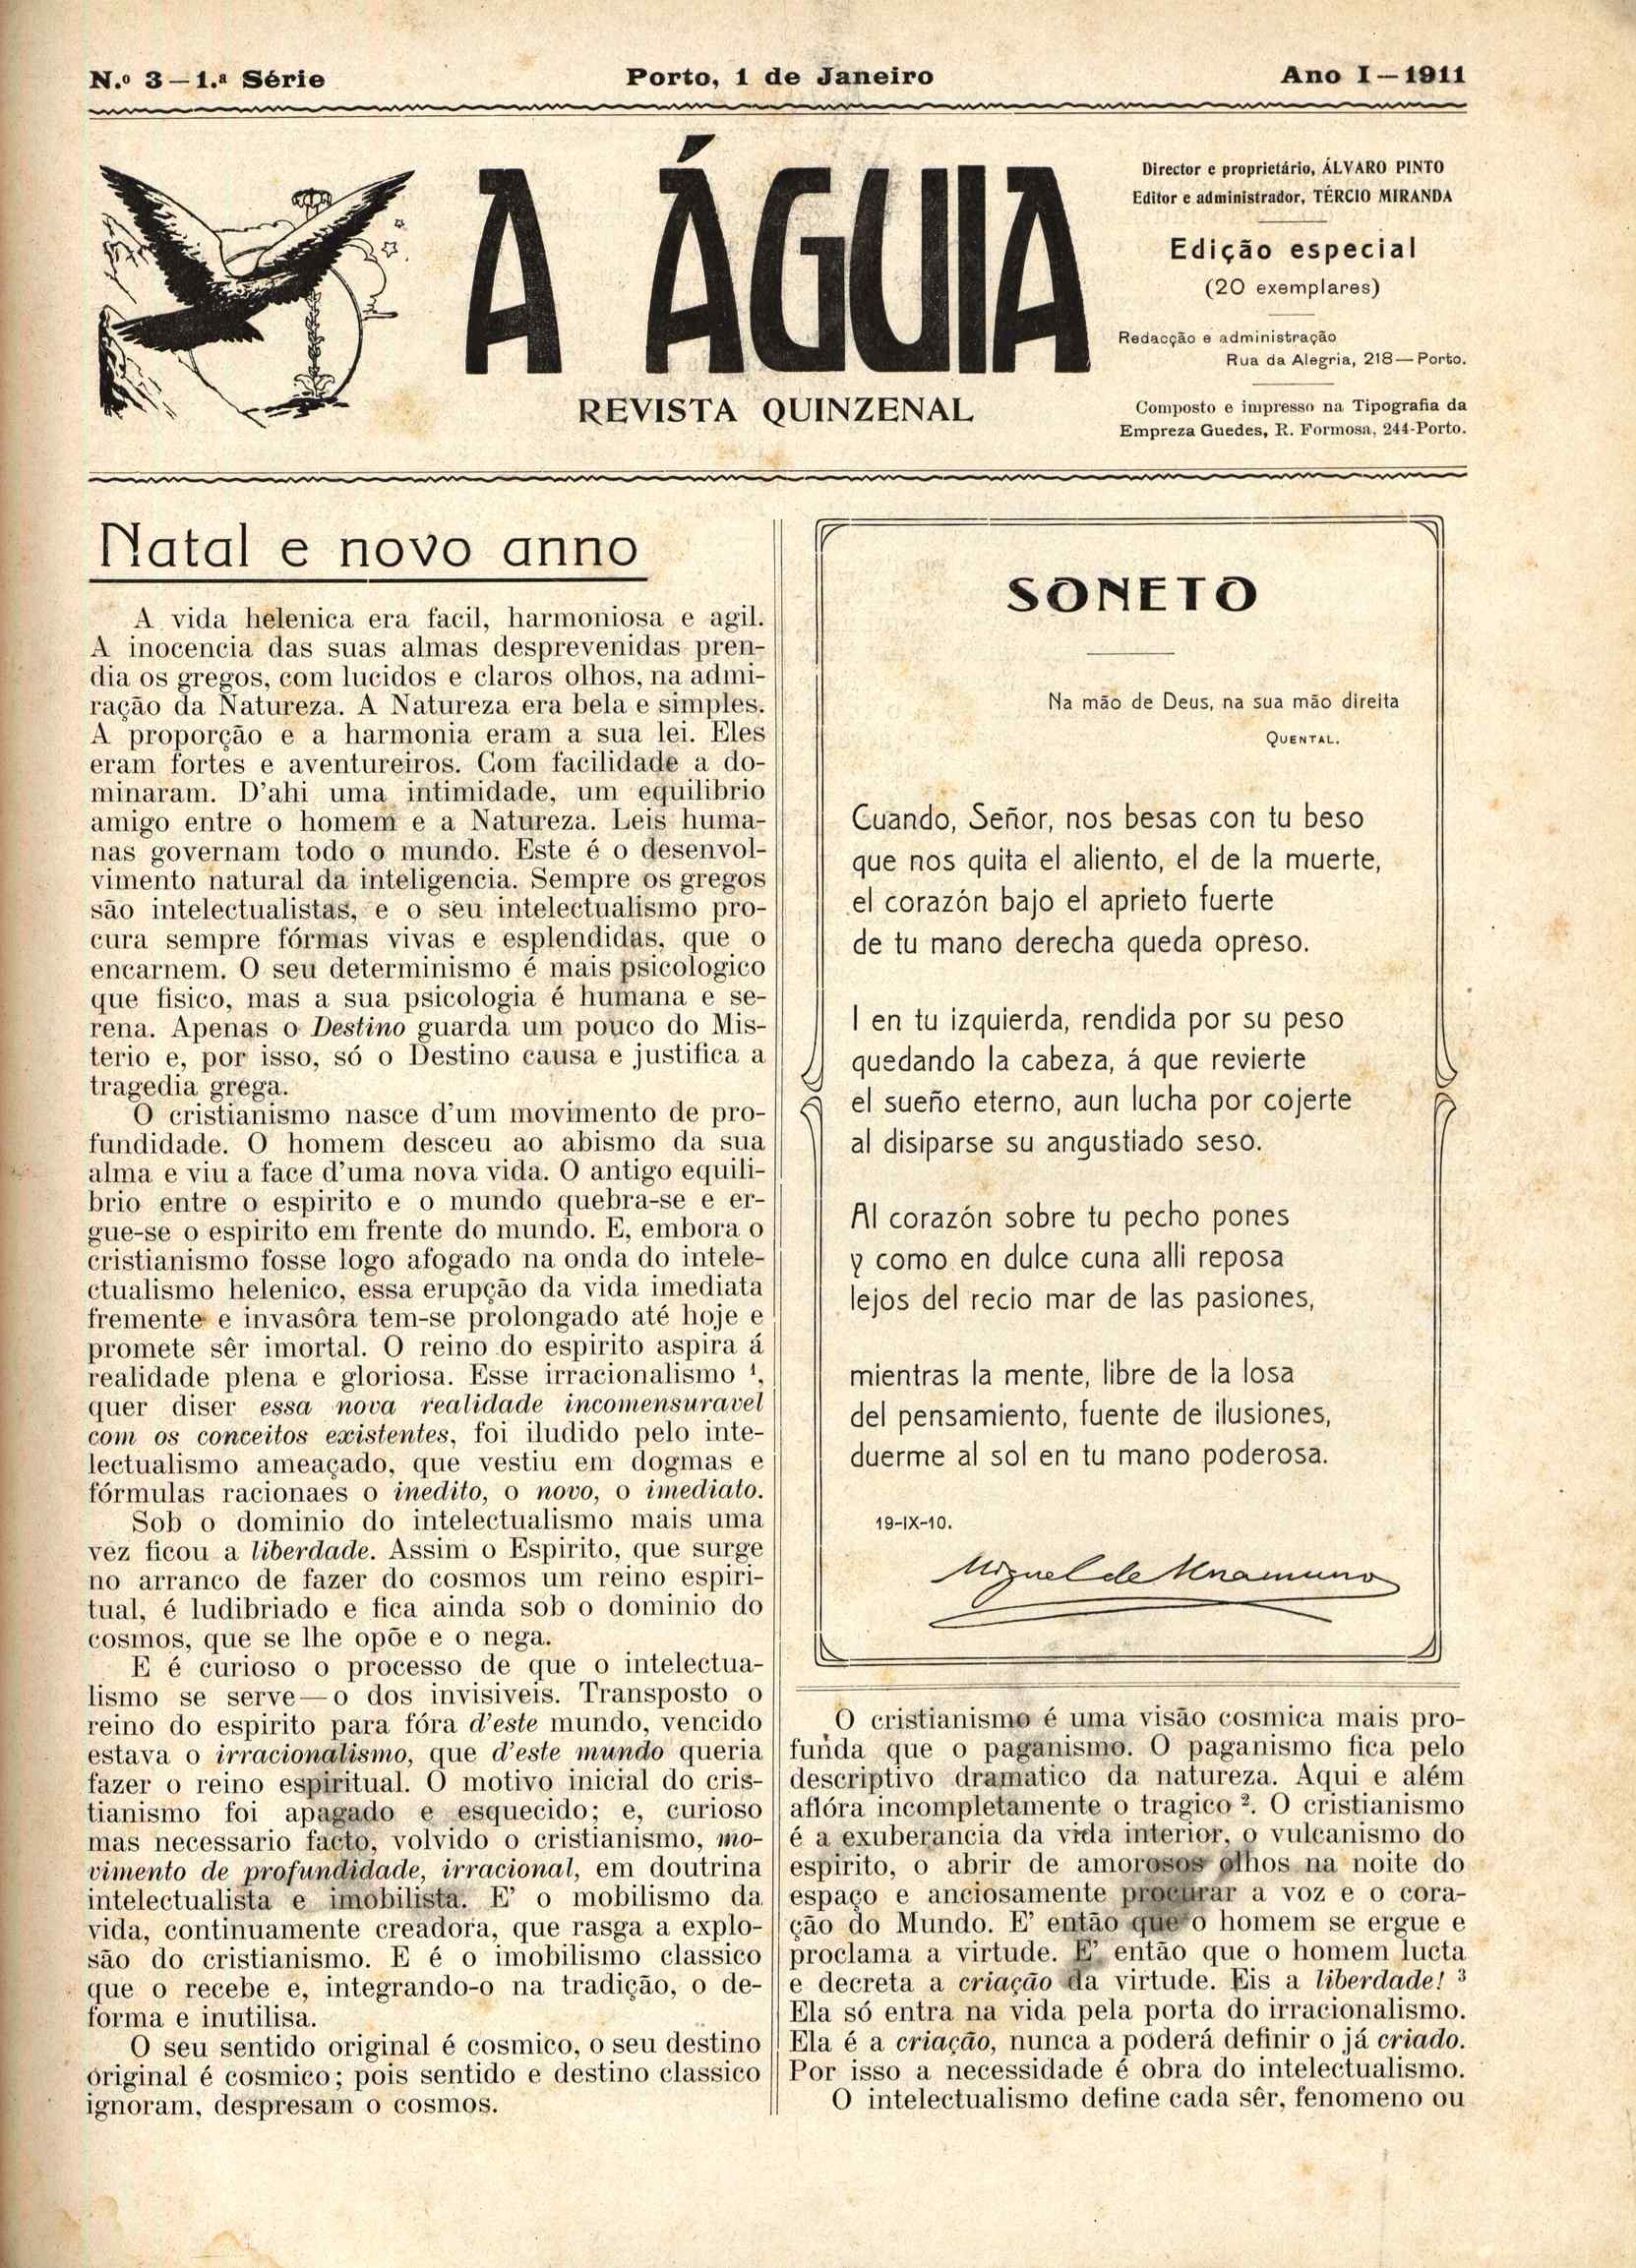 N.º 3—1.ª Série
Porto, 1 de Janeiro
Ano I—1911
A ÁGUIA
REVISTA QUINZENAL
Director e proprietário, ÁLVARO PINTO
Editor e administrador, TÉRCIO MIRANDA
Edição especial
(20 exemplares)
Redacção e administração
Rua da Alegria, 218—Porto.
Composto e impresso na Tipografia da
Empreza Guedes, R. Formosa, 244-Porto.
Natal e novo anno
A vida helenica era facil, harmoniosa e agil.
A inocencia das suas almas desprevenidas pren-
dia os gregos, com lucidos e claros olhos, na admi-
ração da Natureza. A Natureza era bela e simples.
A proporção e a harmonia eram a sua lei. Eles
eram fortes e aventureiros. Com facilidade a do-
minaram. D'ahi uma intimidade, um equilibrio
amigo entre o homem e a Natureza. Leis huma-
nas governam todo o mundo. Este é o desenvol-
vimento natural da inteligencia. Sempre os gregos
são intelectualistas, e o seu intelectualismo pro-
cura sempre fórmas vivas e esplendidas, que o
encarnem. O seu determinismo é mais psicologico
que fisico, mas a sua psicologia é humana e se-
rena. Apenas o Destino guarda um pouco do Mis-
terio e, por isso, só o Destino causa e justifica a
tragedia grega.
O cristianismo nasce d'um movimento de pro-
fundidade. O homem desceu ao abismo da sua
alma e viu a face d'uma nova vida. O antigo equili-
brio entre o espirito e o mundo quebra-se e er-
gue-se o espirito em frente do mundo. E, embora o
cristianismo fosse logo afogado na onda do intele-
ctualismo helenico, essa erupção da vida imediata
fremente e invasôra tem-se prolongado até hoje e
promete sêr imortal. O reino do espirito aspira á
realidade plena e gloriosa. Esse irracionalismo ¹,
quer diser essa nova realidade incomensuravel
com os conceitos existentes, foi iludido pelo inte-
lectualismo ameaçado, que vestiu em dogmas e
fórmulas racionaes o inedito, o novo, o imediato.
Sob o dominio do intelectualismo mais uma
vez ficou a liberdade. Assim o Espirito, que surge
no arranco de fazer do cosmos um reino espiri-
tual, é ludibriado e fica ainda sob o dominio do
cosmos, que se lhe opõe e o nega.
E é curioso o processo de que o intelectua-
lismo se serve—o dos invisiveis. Transposto o
reino do espirito para fóra d'este mundo, vencido
estava o irracionalismo, que d'este mundo queria
fazer o reino espiritual. O motivo inicial do cris-
tianismo foi apagado e esquecido; e, curioso
mas necessario facto, volvido o cristianismo, mo-
vimento de profundidade, irracional, em doutrina
intelectualista e imobilista. E' o mobilismo da
vida, continuamente creadora, que rasga a explo-
são do cristianismo. E é o imobilismo classico
que o recebe e, integrando-o na tradição, o de-
forma e inutilisa.
O seu sentido original é cosmico, o seu destino
original é cosmico; pois sentido e destino classico
ignoram, despresam o cosmos.
SONETO
Na mão de Deus, na sua mão direita
QUENTAL.
Cuando, Señor, nos besas con tu beso
que nos quita el aliento, el de la muerte,
el corazón bajo el aprieto fuerte
de tu mano derecha queda opreso.
I en tu izquierda, rendida por su peso
quedando la cabeza, á que revierte
el sueño eterno, aun lucha por cojerte
al disiparse su angustiado seso.
Al corazón sobre tu pecho pones
y como en dulce cuna alli reposa
lejos del recio mar de las pasiones,
mientras la mente, libre de la losa
del pensamiento, fuente de ilusiones,
duerme al sol en tu mano poderosa.
19-IX-10.
Miguel de Unamuno
O cristianismo é uma visão cosmica mais pro-
funda que o paganismo. O paganismo fica pelo
descriptivo dramatico da natureza. Aqui e além
aflóra incompletamente o tragico ². O cristianismo
é a exuberancia da vida interior, o vulcanismo do
espirito, o abrir de amorosos olhos na noite do
espaço e anciosamente procurar a voz e o cora-
ção do Mundo. E' então que o homem se ergue e
proclama a virtude. E' então que o homem lucta
e decreta a criação da virtude. Eis a liberdade! ³
Ela só entra na vida pela porta do irracionalismo.
Ela é a criação, nunca a poderá definir o já criado.
Por isso a necessidade é obra do intelectualismo.
O intelectualismo define cada sêr, fenomeno ou